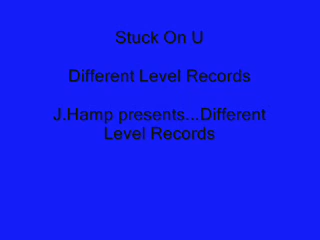 Stuck On U
Different Level Records
J.Hamp presents...Different
Level Records